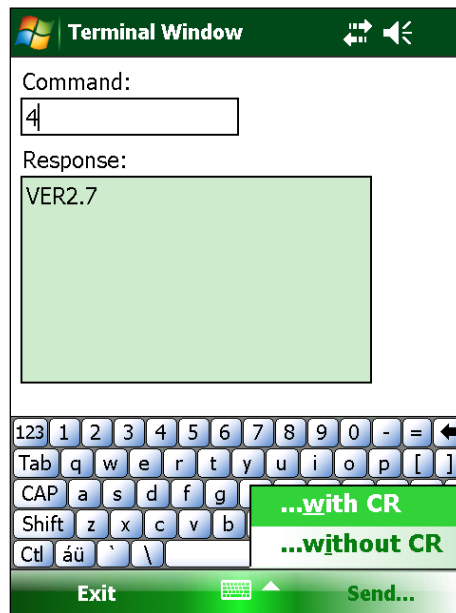 Terminal Window
Command:
4
Response:
VER2.7
123 1 2 3 4 5 6 7 8 9 0 - =
Tab q w e r t y u i o p [ ]
CAP a s d f g
Shift z x c v b
Ctl áü ` \
...with CR
...without CR
Exit Send...